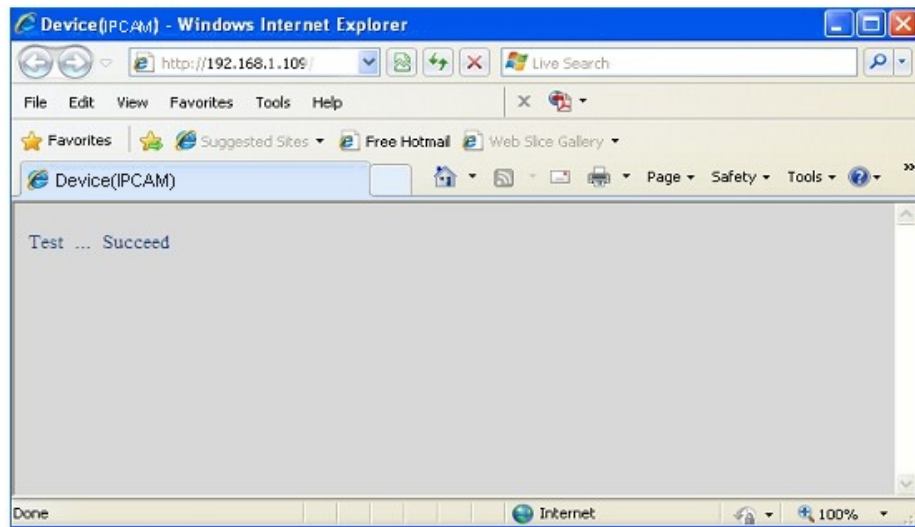 Device(IPCAM) - Windows Internet Explorer
http://192.168.1.109/
Live Search
File Edit View Favorites Tools Help
Favorites Suggested Sites Free Hotmail Web Slice Gallery
Device(IPCAM)
Page Safety Tools
Test ... Succeed
Done
Internet
100%